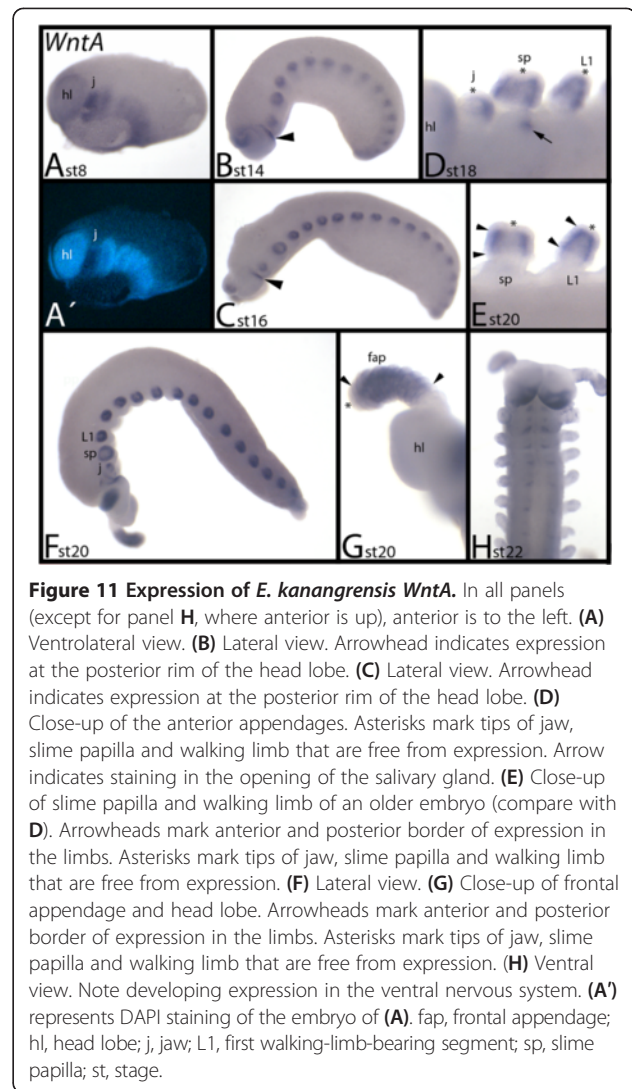 WntA
hl
j
A st8
B st14
j
*
sp
*
L1
*
hl
D st18
j
hl
A´
C st16
*
*
sp
L1
E st20
L1
sp
j
F st20
fap
*
hl
G st20
H st22
Figure 11 Expression of E. kanangrensis WntA. In all panels
(except for panel H, where anterior is up), anterior is to the left. (A)
Ventrolateral view. (B) Lateral view. Arrowhead indicates expression
at the posterior rim of the head lobe. (C) Lateral view. Arrowhead
indicates expression at the posterior rim of the head lobe. (D)
Close-up of the anterior appendages. Asterisks mark tips of jaw,
slime papilla and walking limb that are free from expression. Arrow
indicates staining in the opening of the salivary gland. (E) Close-up
of slime papilla and walking limb of an older embryo (compare with
D). Arrowheads mark anterior and posterior border of expression in
the limbs. Asterisks mark tips of jaw, slime papilla and walking limb
that are free from expression. (F) Lateral view. (G) Close-up of frontal
appendage and head lobe. Arrowheads mark anterior and posterior
border of expression in the limbs. Asterisks mark tips of jaw, slime
papilla and walking limb that are free from expression. (H) Ventral
view. Note developing expression in the ventral nervous system. (A′)
represents DAPI staining of the embryo of (A). fap, frontal appendage;
hl, head lobe; j, jaw; L1, first walking-limb-bearing segment; sp, slime
papilla; st, stage.